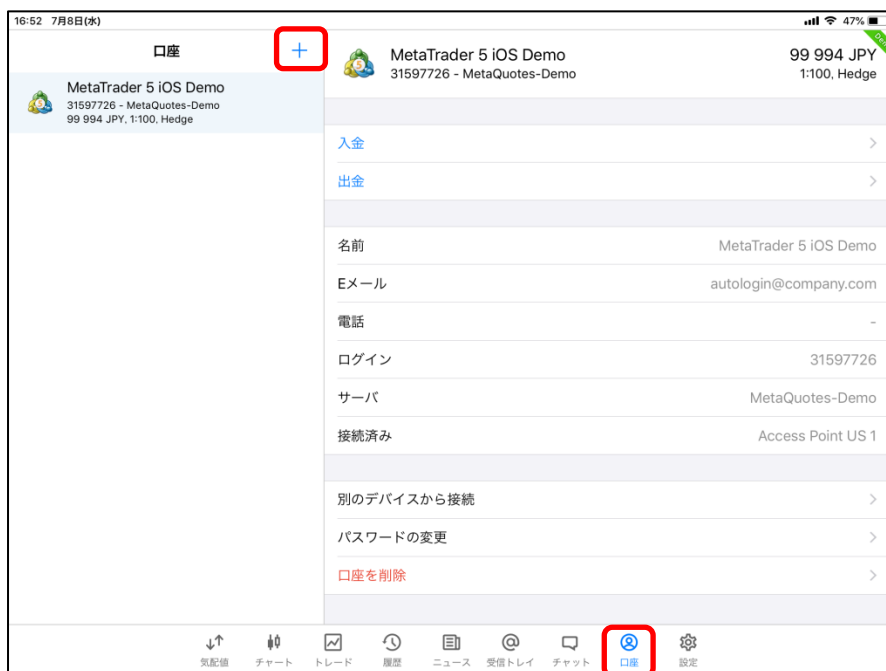 16:52 7月8日(水)
47%
口座
+
MetaTrader 5 iOS Demo
31597726 - MetaQuotes-Demo
99 994 JPY, 1:100, Hedge
MetaTrader 5 iOS Demo
31597726 - MetaQuotes-Demo
99 994 JPY
1:100, Hedge
入金
出金
名前
MetaTrader 5 iOS Demo
Eメール
autologin@company.com
電話
-
ログイン
31597726
サーバ
MetaQuotes-Demo
接続済み
Access Point US 1
別のデバイスから接続
パスワードの変更
口座を削除
気配値
チャート
トレード
履歴
ニュース
受信トレイ
チャット
口座
設定